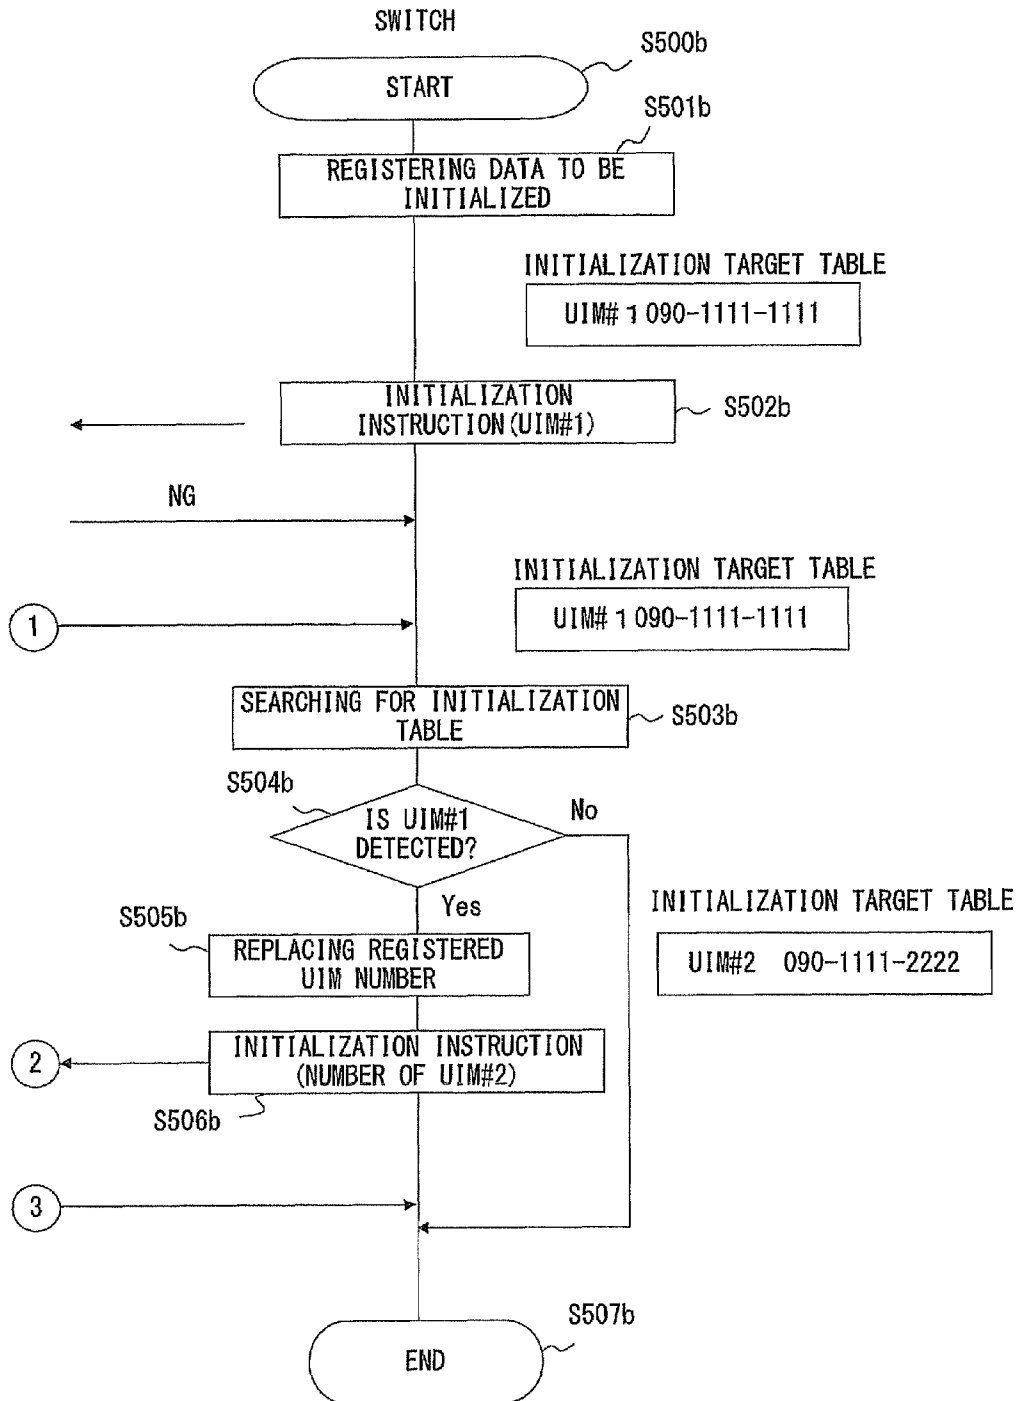 SWITCH
S500b
START
S501b
REGISTERING DATA TO BE
INITIALIZED
INITIALIZATION TARGET TABLE
UIM# 1 090-1111-1111
INITIALIZATION
INSTRUCTION(UIM#1)
S502b
NG
INITIALIZATION TARGET TABLE
UIM# 1 090-1111-1111
1
SEARCHING FOR INITIALIZATION
TABLE
S503b
S504b
IS UIM#1
DETECTED?
No
Yes
S505b
INITIALIZATION TARGET TABLE
REPLACING REGISTERED
UIM NUMBER
UIM#2 090-1111-2222
2
INITIALIZATION INSTRUCTION
(NUMBER OF UIM#2)
S506b
3
S507b
END